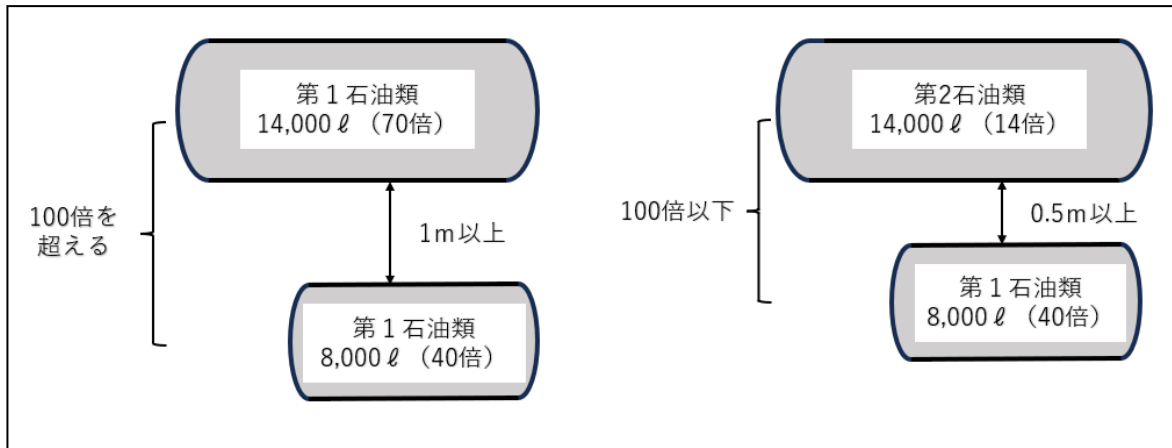 第１石油類
14,000ℓ（70倍）
100倍を
超える
1m以上
第１石油類
8,000ℓ（40倍）
第2石油類
14,000ℓ（14倍）
100倍以下
0.5m以上
第１石油類
8,000ℓ（40倍）